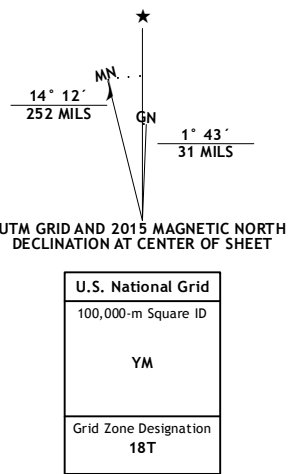 ★
MN
GN
14° 12´
252 MILS
1° 43´
31 MILS
UTM GRID AND 2015 MAGNETIC NORTH
DECLINATION AT CENTER OF SHEET
U.S. National Grid
100,000-m Square ID
YM
Grid Zone Designation
18T